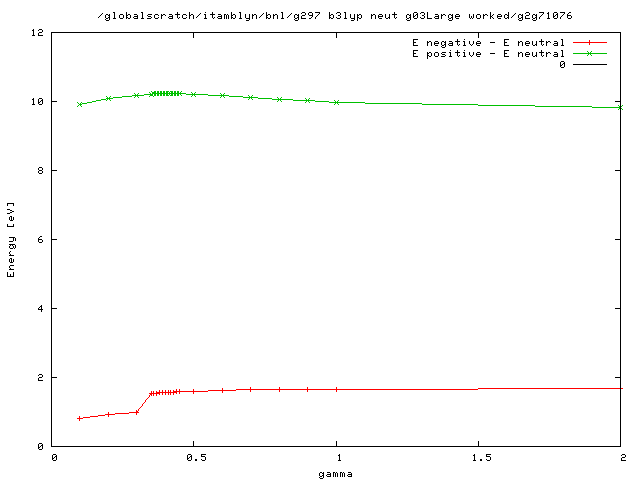 /globalscratch/itamblyn/bnl/g297 b3lyp neut g03Large worked/g2g71076
E negative - E neutral
E positive - E neutral
0
12
10
8
6
4
2
0
Energy [eV]
0 0.5 1 1.5 2
gamma